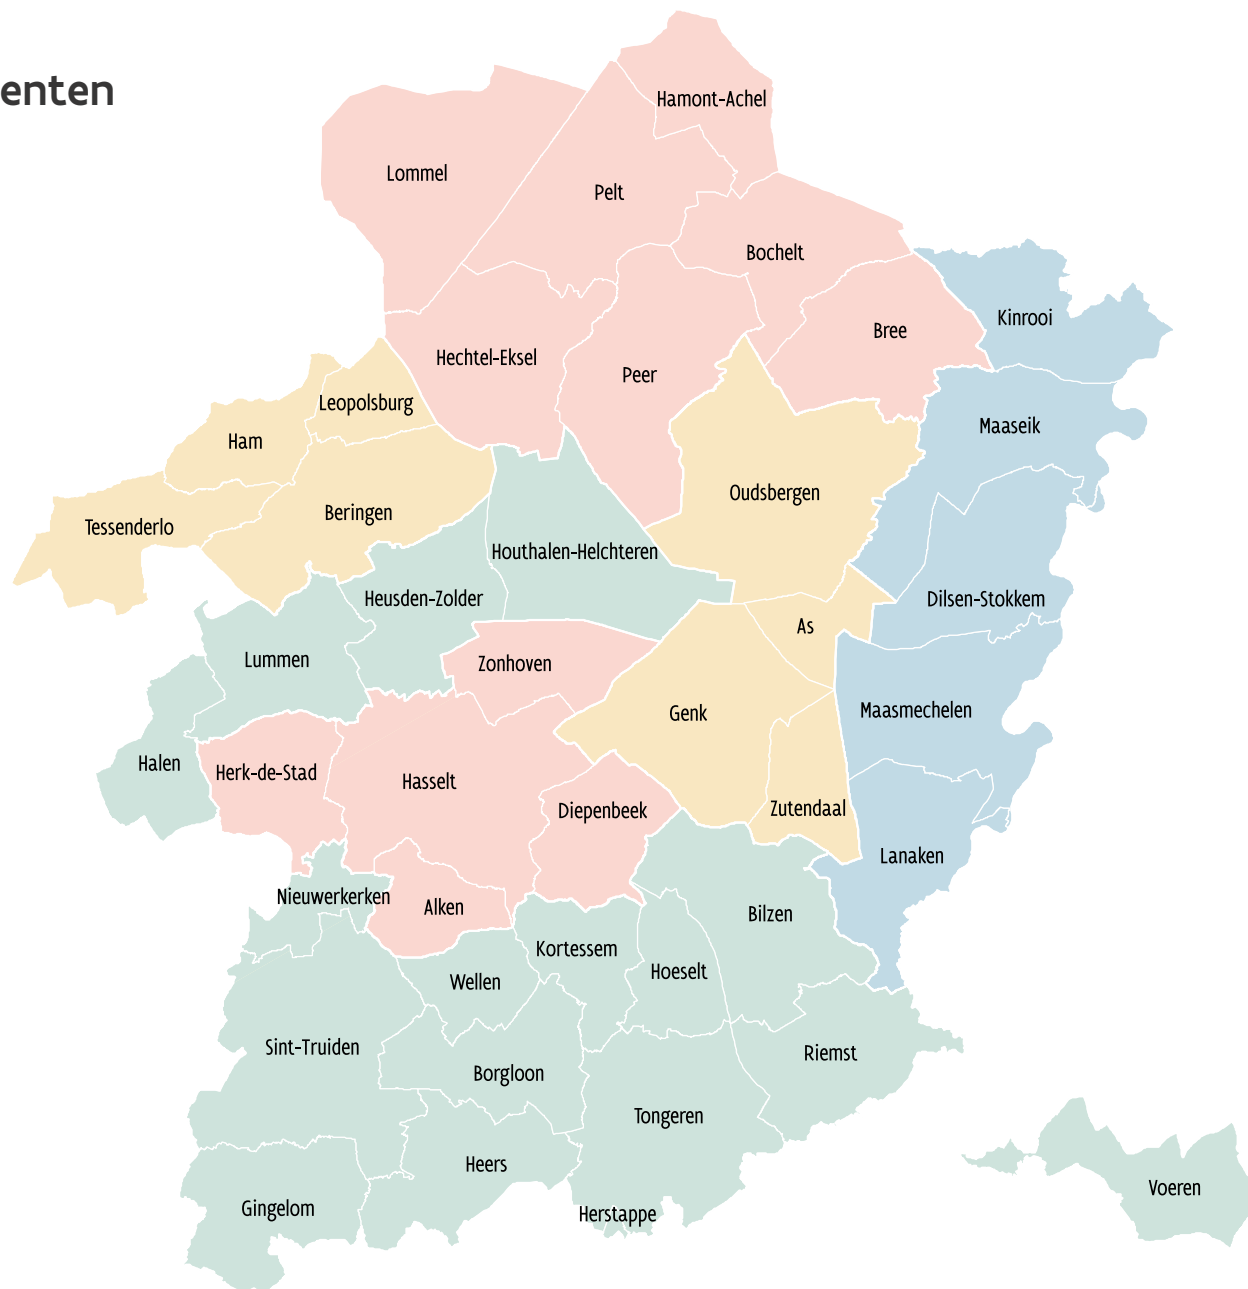 enten
Hamont-Achel
Lommel
Pelt
Bochelt
Kinrooi
Bree
Hechtel-Eksel
Peer
Leopolsburg
Maaseik
Ham
Oudsbergen
Beringen
Tessenderlo
Houthalen-Helchteren
Heusden-Zolder
Dilsen-Stokkem
As
Lummen
Zonhoven
Maasmechelen
Genk
Halen
Herk-de-Stad
Hasselt
Zutendaal
Diepenbeek
Lanaken
Nieuwerkerken
Alken
Bilzen
Kortessem
Hoeselt
Wellen
Sint-Truiden
Riemst
Borgloon
Tongeren
Heers
Voeren
Gingelom
Herstappe